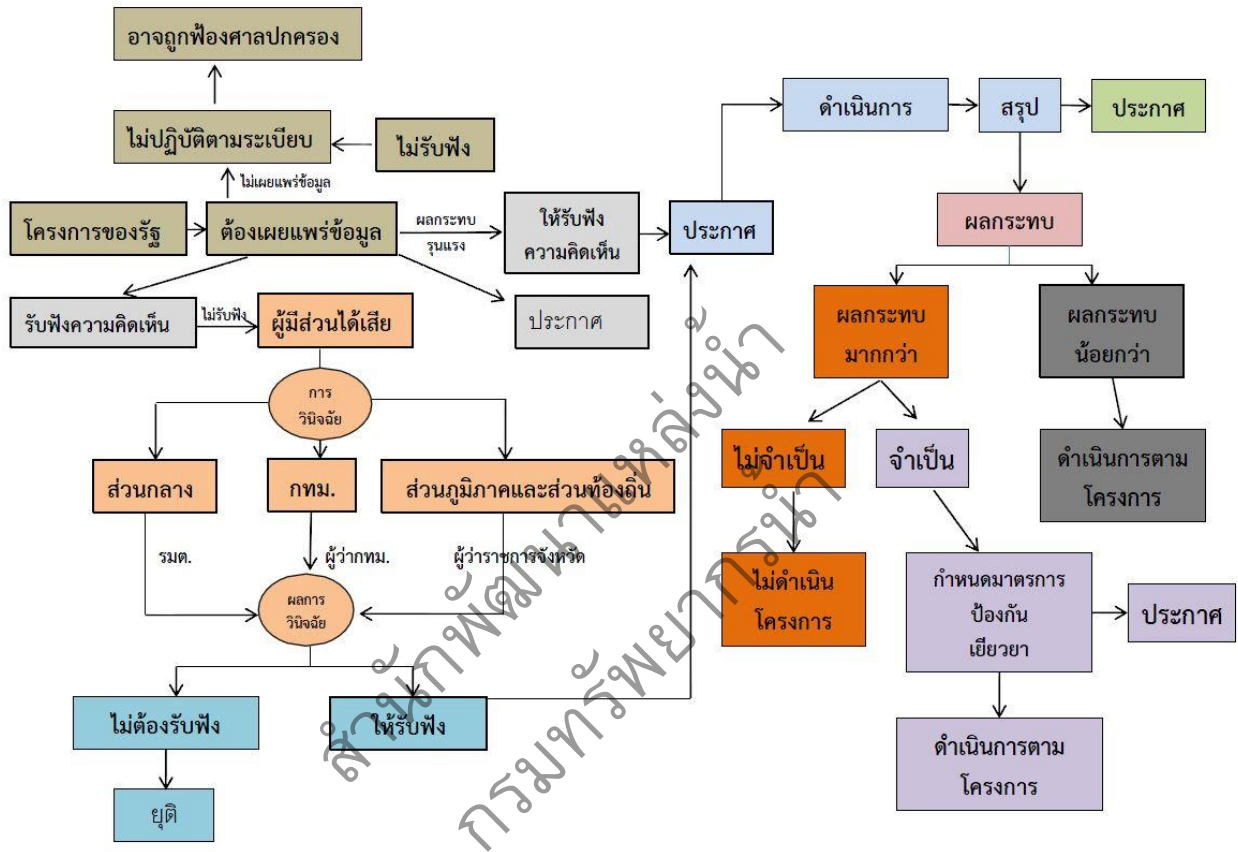 อาจถูกฟ้องศาลปกครอง
ไม่ปฏิบัติตามระเบียบ
ไม่รับฟัง
ไม่เผยแพร่ข้อมูล
โครงการของรัฐ
ต้องเผยแพร่ข้อมูล
ผลกระทบ
รุนแรง
ให้รับฟัง
ความคิดเห็น
ประกาศ
ดำเนินการ
สรุป
ประกาศ
ผลกระทบ
รับฟังความคิดเห็น
ไม่รับฟัง
ผู้มีส่วนได้เสีย
ประกาศ
การ
วินิจฉัย
ส่วนกลาง
กทม.
ส่วนภูมิภาคและส่วนท้องถิ่น
รมต.
ผู้ว่ากทม.
ผู้ว่าราชการจังหวัด
ผลการ
วินิจฉัย
ไม่ต้องรับฟัง
ให้รับฟัง
ยุติ
ผลกระทบ
มากกว่า
ผลกระทบ
น้อยกว่า
ไม่จำเป็น
จำเป็น
ดำเนินการตาม
โครงการ
ไม่ดำเนิน
โครงการ
กำหนดมาตรการ
ป้องกัน
เยียวยา
ประกาศ
ดำเนินการตาม
โครงการ
สำนักพัฒนาแหล่งน้ำ
กรมทรัพยากรน้ำ